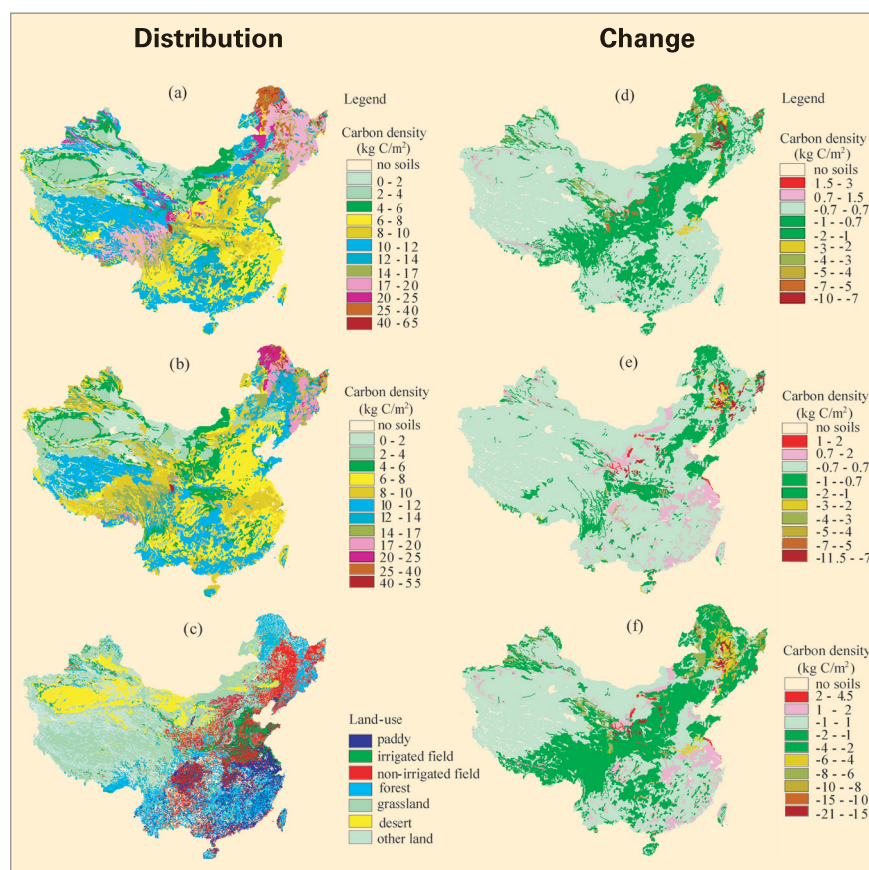 Distribution
Change
(a)
Legend
Carbon density
(kg C/m²)
no soils
0 - 2
2 - 4
4 - 6
6 - 8
8 - 10
10 - 12
12 - 14
14 - 17
17 - 20
20 - 25
25 - 40
40 - 65
(d)
Legend
Carbon density
(kg C/m²)
no soils
1.5 - 3
0.7 - 1.5
-0.7 - 0.7
-1 - -0.7
-2 - -1
-3 - -2
-4 - -3
-5 - -4
-7 - -5
-10 - -7
(b)
Carbon density
(kg C/m²)
no soils
0 - 2
2 - 4
4 - 6
6 - 8
8 - 10
10 - 12
12 - 14
14 - 17
17 - 20
20 - 25
25 - 40
40 - 55
(e)
Carbon density
(kg C/m²)
no soils
1 - 2
0.7 - 2
-0.7 - 0.7
-1 - -0.7
-2 - -1
-3 - -2
-4 - -3
-5 - -4
-7 - -5
-11.5 - -7
(c)
Land-use
paddy
irrigated field
non-irrigated field
forest
grassland
desert
other land
(f)
Carbon density
(kg C/m²)
no soils
2 - 4.5
1 - 2
-1 - 1
-2 - -1
-4 - -2
-6 - -4
-8 - -6
-10 - -8
-15 - -10
-21 - -15